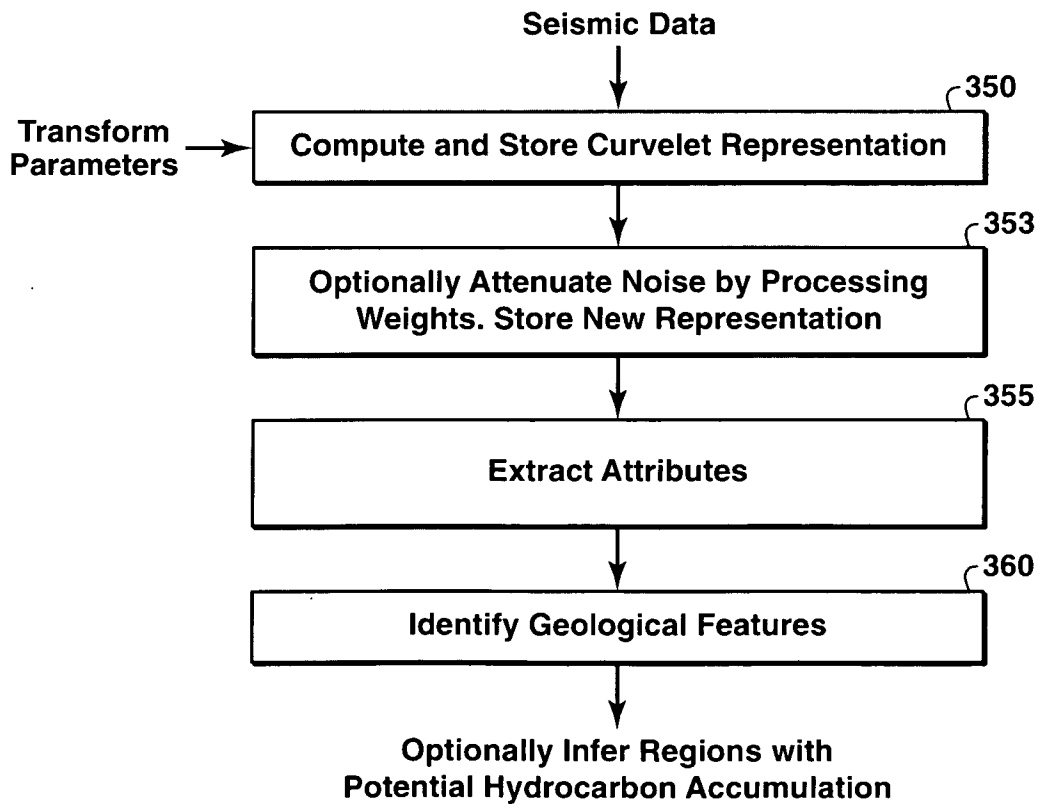 Seismic Data
350
Transform
Parameters
Compute and Store Curvelet Representation
353
Optionally Attenuate Noise by Processing
Weights. Store New Representation
355
Extract Attributes
360
Identify Geological Features
Optionally Infer Regions with
Potential Hydrocarbon Accumulation